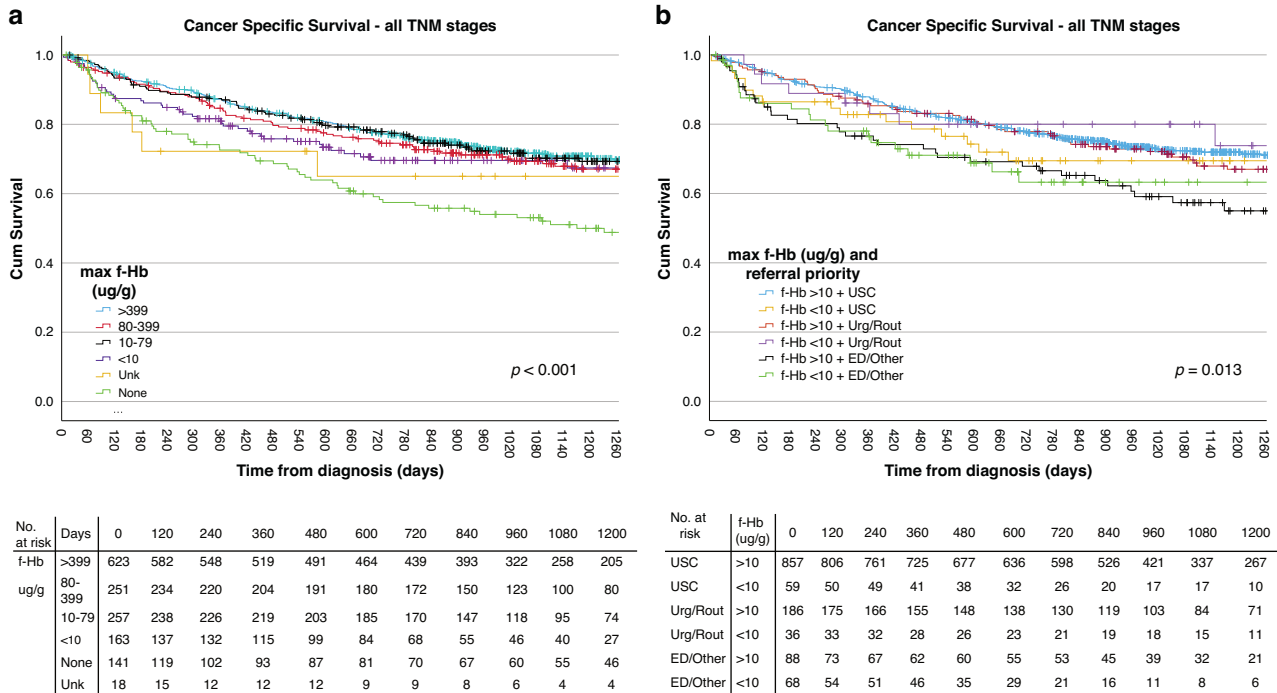 a
Cancer Specific Survival - all TNM stages
1.0
0.8
0.6
0.4
0.2
0.0
Cum Survival
max f-Hb
(ug/g)
>399
80-399
10-79
<10
Unk
None
...
p < 0.001
0 60 120 180 240 300 360 420 480 540 600 660 720 780 840 900 960 1020 1080 1140 1200 1260
Time from diagnosis (days)
No. at risk Days 0 120 240 360 480 600 720 840 960 1080 1200
f-Hb >399 623 582 548 519 491 464 439 393 322 258 205
ug/g 80-399 251 234 220 204 191 180 172 150 123 100 80
10-79 257 238 226 219 203 185 170 147 118 95 74
<10 163 137 132 115 99 84 68 55 46 40 27
None 141 119 102 93 87 81 70 67 60 55 46
Unk 18 15 12 12 12 9 9 8 6 4 4
b
Cancer Specific Survival - all TNM stages
1.0
0.8
0.6
0.4
0.2
0.0
Cum Survival
max f-Hb (ug/g) and
referral priority
f-Hb >10 + USC
f-Hb <10 + USC
f-Hb >10 + Urg/Rout
f-Hb <10 + Urg/Rout
f-Hb >10 + ED/Other
f-Hb <10 + ED/Other
p = 0.013
0 60 120 180 240 300 360 420 480 540 600 660 720 780 840 900 960 1020 1080 1140 1200 1260
Time from diagnosis (days)
No. at risk f-Hb (ug/g) 0 120 240 360 480 600 720 840 960 1080 1200
USC >10 857 806 761 725 677 636 598 526 421 337 267
USC <10 59 50 49 41 38 32 26 20 17 17 10
Urg/Rout >10 186 175 166 155 148 138 130 119 103 84 71
Urg/Rout <10 36 33 32 28 26 23 21 19 18 15 11
ED/Other >10 88 73 67 62 60 55 53 45 39 32 21
ED/Other <10 68 54 51 46 35 29 21 16 11 8 6